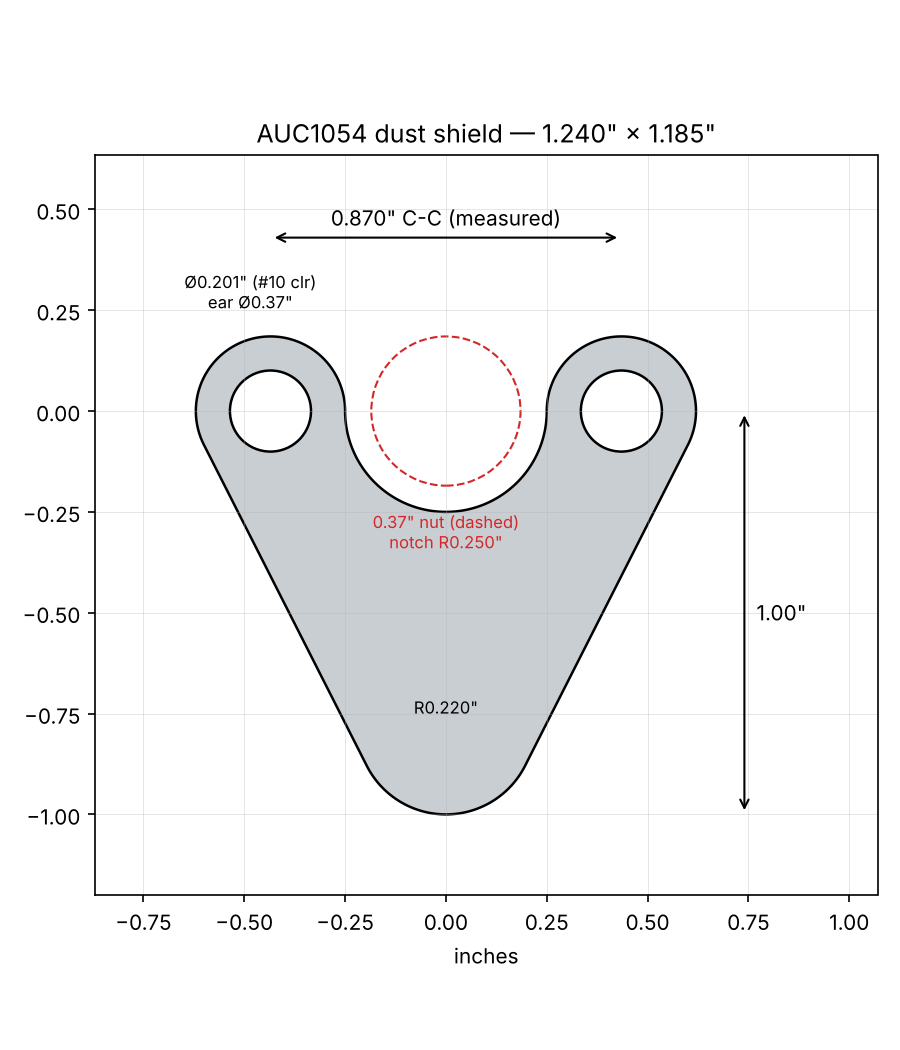 AUC1054 dust shield — 1.240" × 1.185"
0.50
0.870" C-C (measured)
Ø0.201" (#10 clr)
ear Ø0.37"
0.25
0.00
−0.25
0.37" nut (dashed)
notch R0.250"
−0.50
1.00"
−0.75
R0.220"
−1.00
−0.75 −0.50 −0.25 0.00 0.25 0.50 0.75 1.00
inches